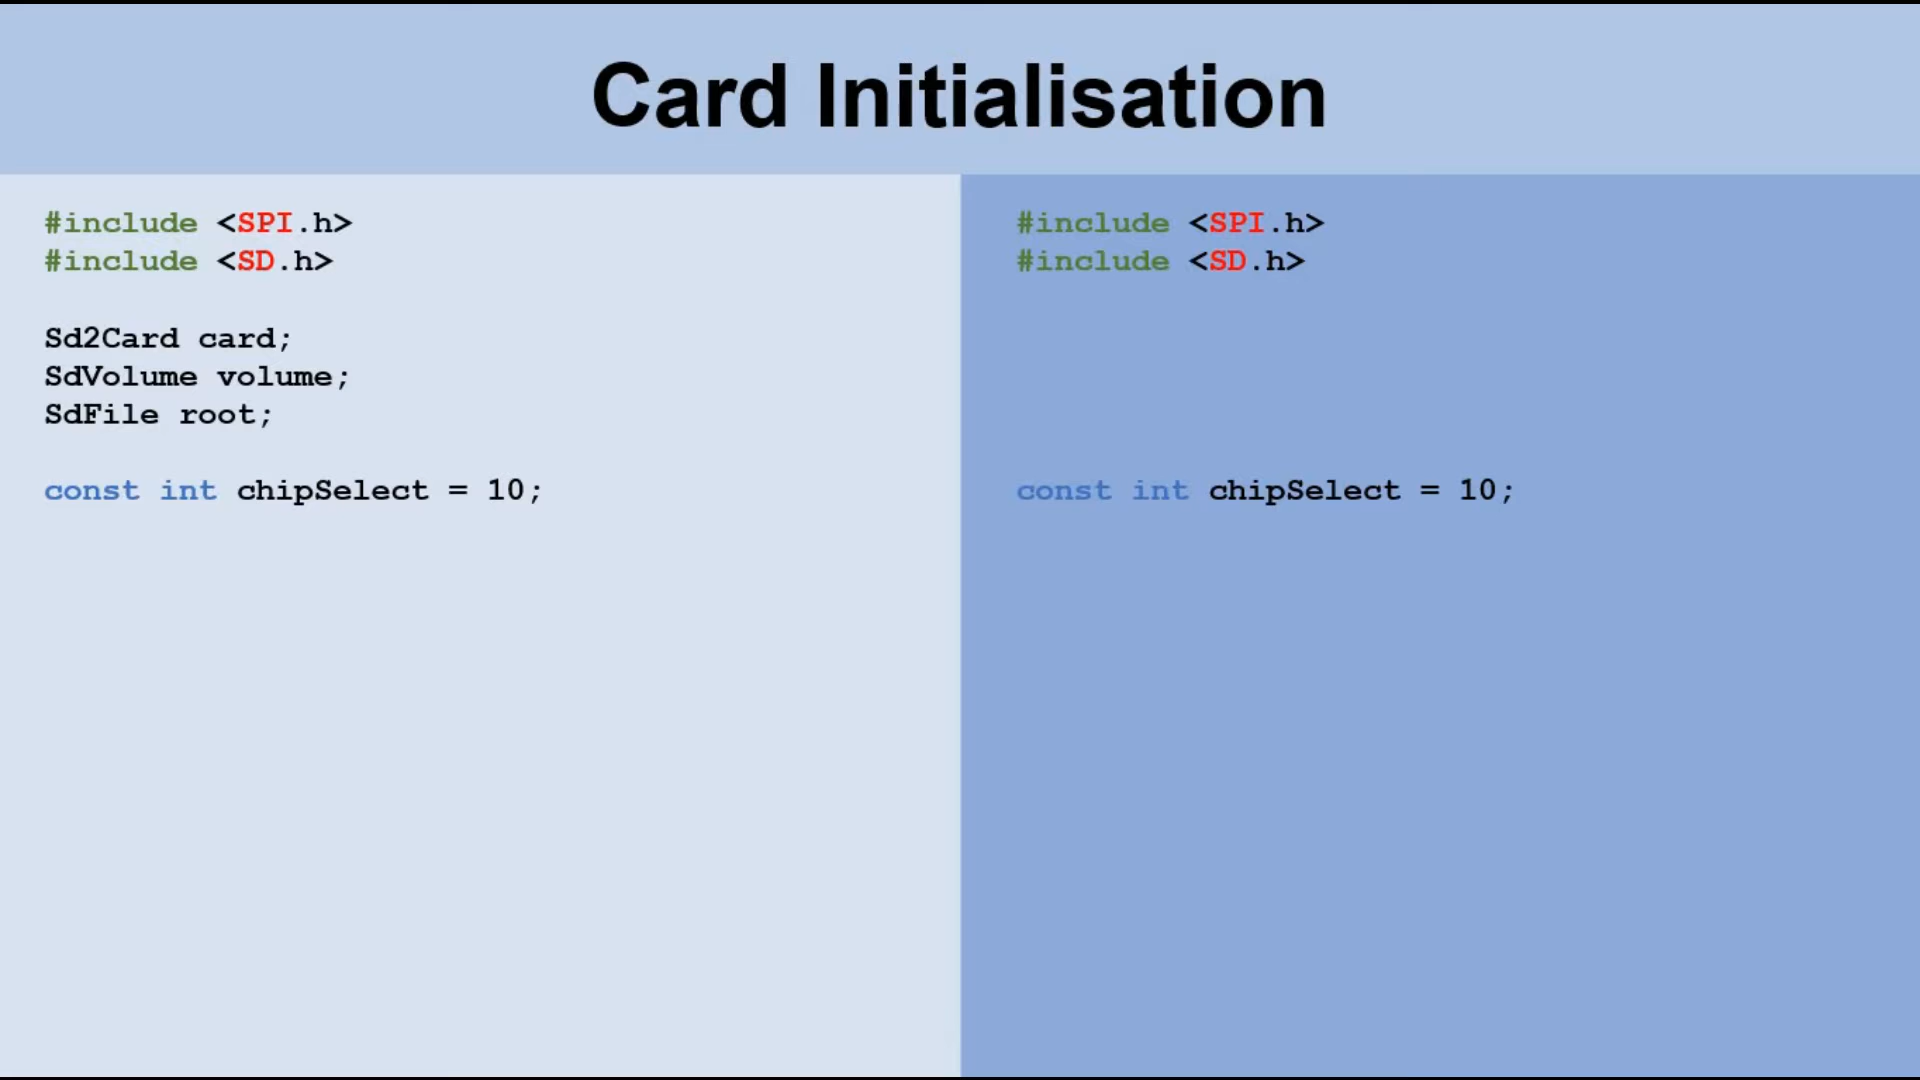 Card Initialisation
#include <SPI.h>
#include <SD.h>
Sd2Card card;
SdVolume volume;
SdFile root;
const int chipSelect = 10;
#include <SPI.h>
#include <SD.h>
const int chipSelect = 10;